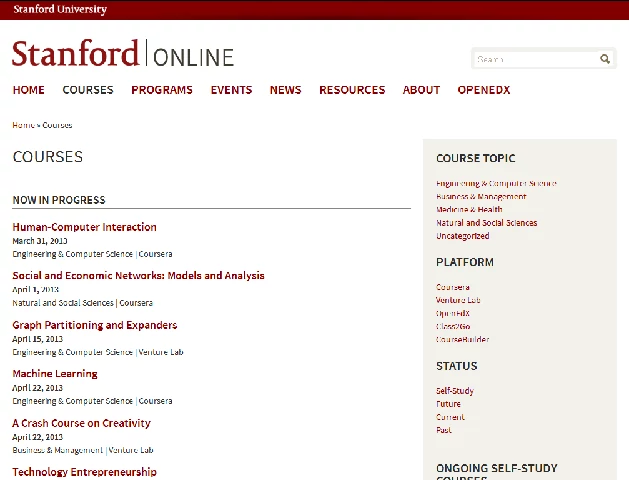 Stanford University
Stanford | ONLINE
Search
HOME COURSES PROGRAMS EVENTS NEWS RESOURCES ABOUT OPENEDX
Home » Courses
COURSES
NOW IN PROGRESS
Human-Computer Interaction
March 31, 2013
Engineering & Computer Science | Coursera
Social and Economic Networks: Models and Analysis
April 1, 2013
Natural and Social Sciences | Coursera
Graph Partitioning and Expanders
April 15, 2013
Engineering & Computer Science | Venture Lab
Machine Learning
April 22, 2013
Engineering & Computer Science | Coursera
A Crash Course on Creativity
April 22, 2013
Business & Management | Venture Lab
Technology Entrepreneurship
COURSE TOPIC
Engineering & Computer Science
Business & Management
Medicine & Health
Natural and Social Sciences
Uncategorized
PLATFORM
Coursera
Venture Lab
OpenEdX
Class2Go
CourseBuilder
STATUS
Self-Study
Future
Current
Past
ONGOING SELF-STUDY
COURSES